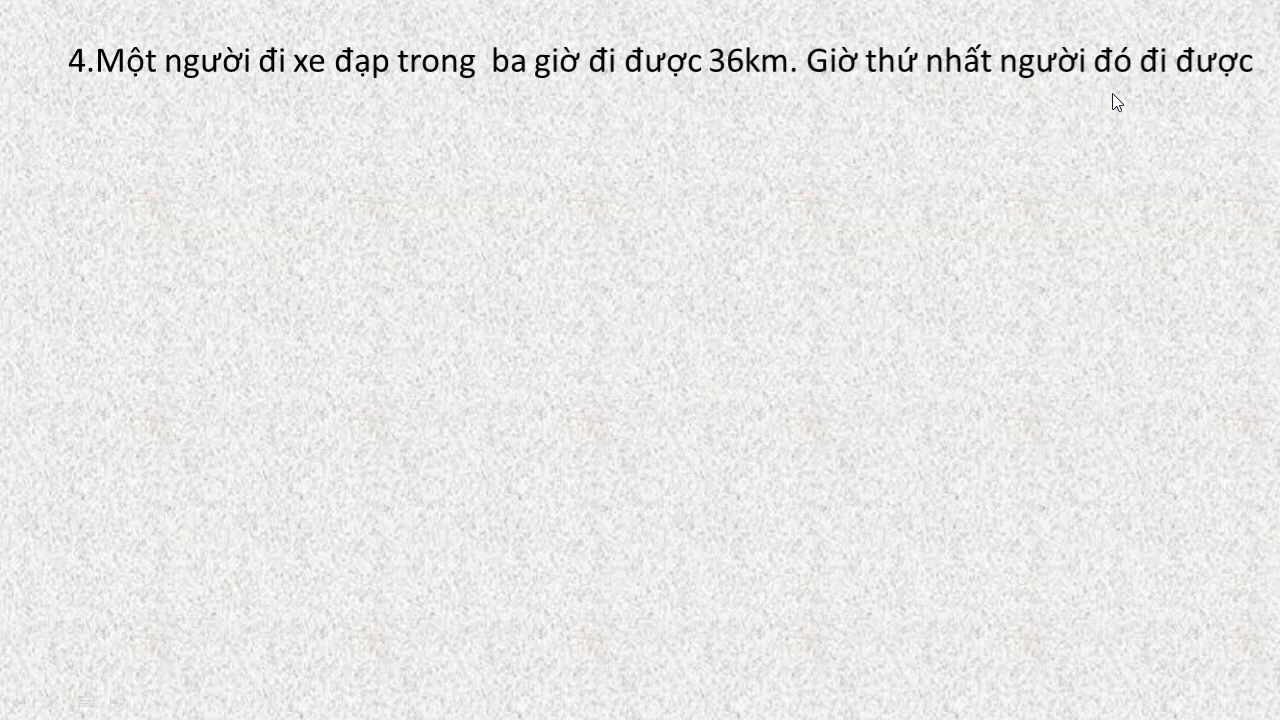 4.Một người đi xe đạp trong  ba giờ đi được 36km. Giờ thứ nhất người đó đi được